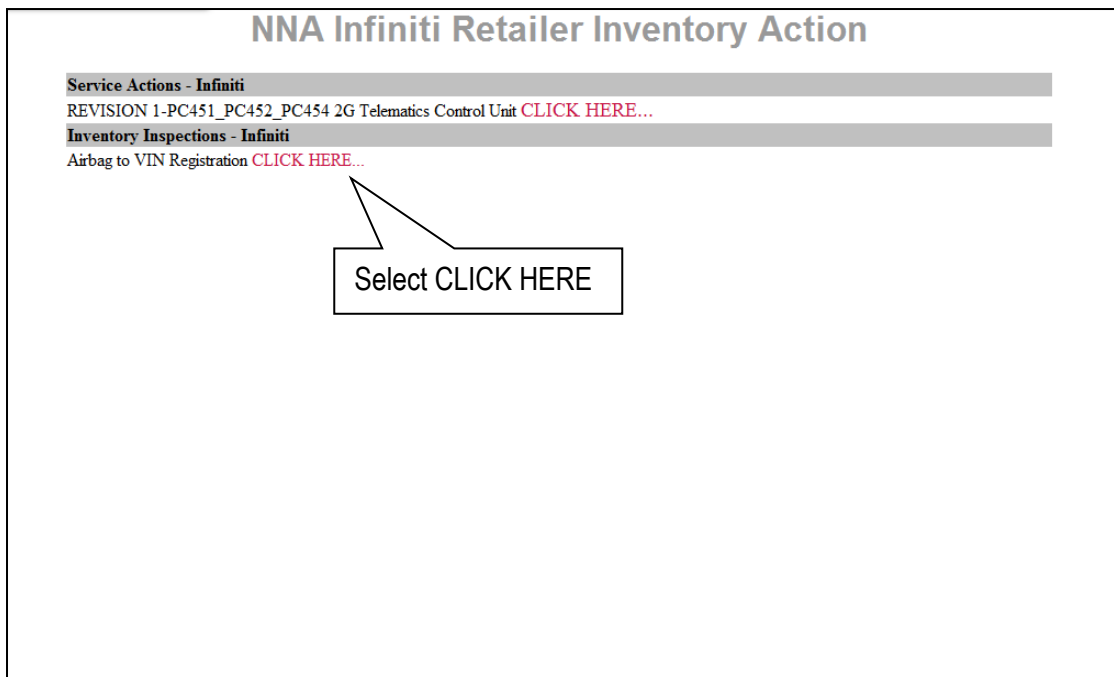 NNA Infiniti Retailer Inventory Action
Service Actions - Infiniti
REVISION 1-PC451_PC452_PC454 2G Telematics Control Unit CLICK HERE...
Inventory Inspections - Infiniti
Airbag to VIN Registration CLICK HERE...
Select CLICK HERE